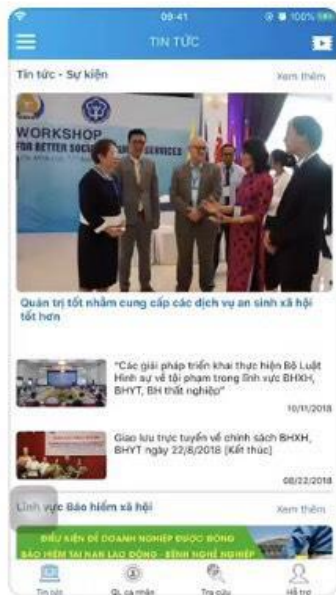 09:41
100%
TIN TỨC
Tin tức - Sự kiện
Xem thêm
WORKSHOP
FOR BETTER SOCIAL SERVICES
Quản trị tốt nhằm cung cấp các dịch vụ an sinh xã hội
tốt hơn
"Các giải pháp triển khai thực hiện Bộ Luật
Hình sự về tội phạm trong lĩnh vực BHXH,
BHYT, BH thất nghiệp"
10/11/2018
Giao lưu trực tuyến về chính sách BHXH,
BHYT ngày 22/8/2018 (Kết thúc)
08/22/2018
Lĩnh vực Bảo hiểm xã hội
Xem thêm
ĐIỀU KIỆN ĐỂ DOANH NGHIỆP ĐƯỢC ĐÓNG
BẢO HIỂM TAI NẠN LAO ĐỘNG - BỆNH NGHỀ NGHIỆP
Tin tức
QL cá nhân
Tra cứu
Hỗ trợ